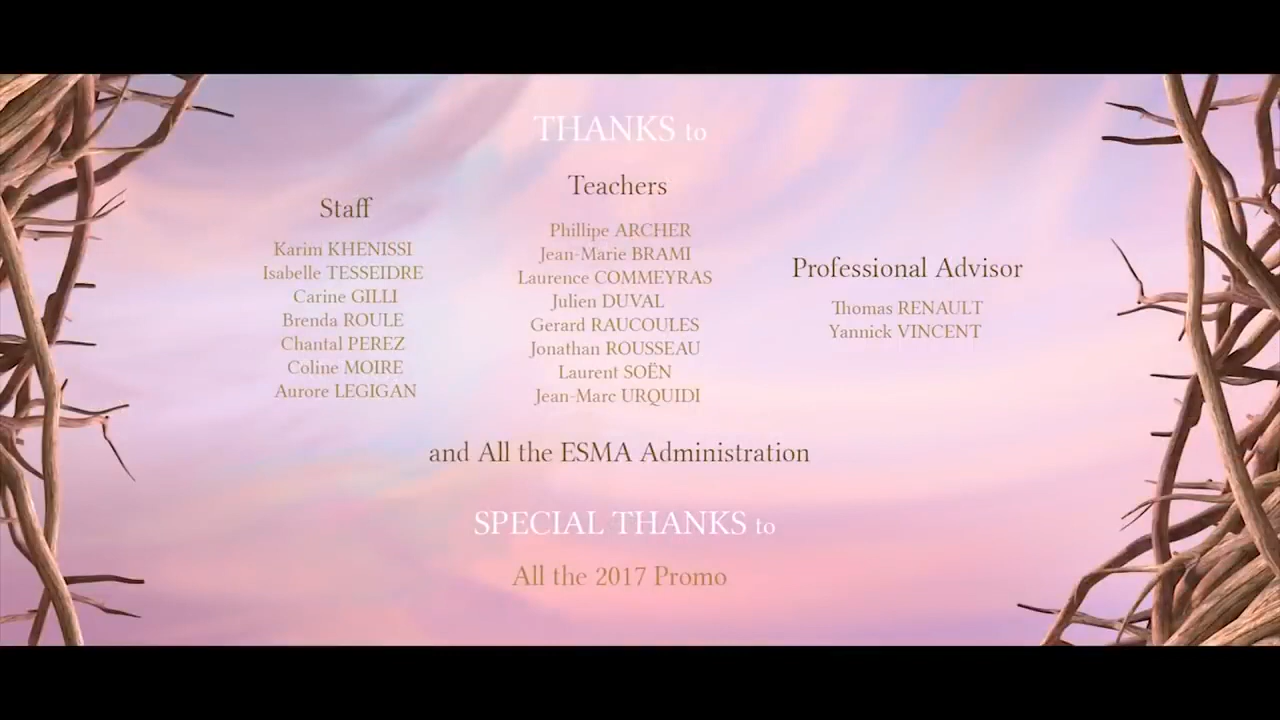 THANKS to
Staff
Karim KHENISSI
Isabelle TESSEIDRE
Carine GILLI
Brenda ROULE
Chantal PEREZ
Coline MOIRE
Aurore LEGIGAN
Teachers
Phillipe ARCHER
Jean-Marie BRAMI
Laurence COMMEYRAS
Julien DUVAL
Gerard RAUCOULES
Jonathan ROUSSEAU
Laurent SOËN
Jean-Marc URQUIDI
Professional Advisor
Thomas RENAULT
Yannick VINCENT
and All the ESMA Administration
SPECIAL THANKS to
All the 2017 Promo